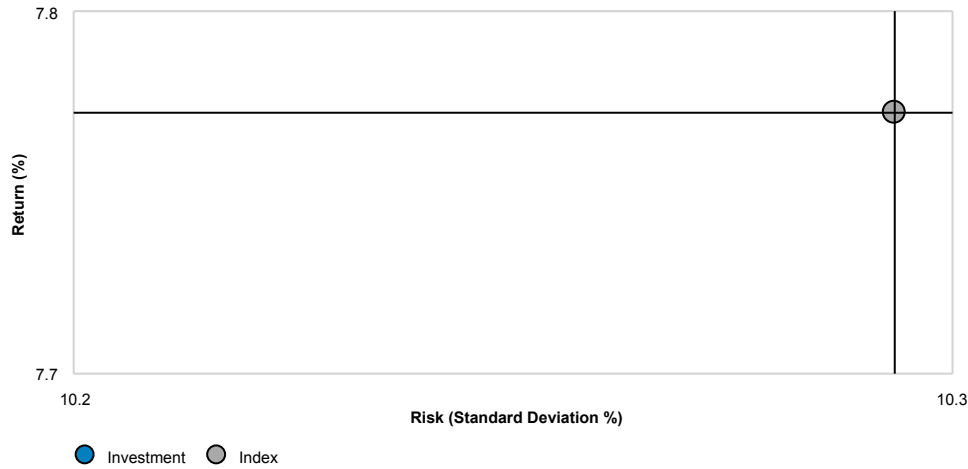 7.8
Return (%)
7.7
10.2
10.3
Risk (Standard Deviation %)
Investment
Index